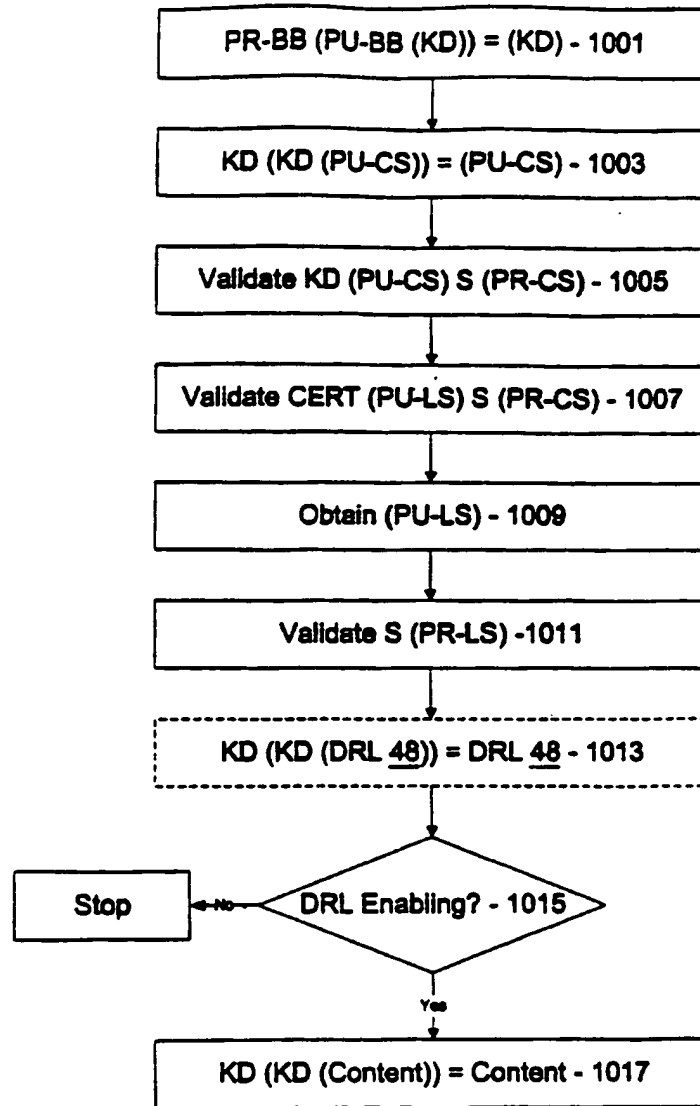 PR-BB (PU-BB (KD)) = (KD) - 1001
KD (KD (PU-CS)) = (PU-CS) - 1003
Validate KD (PU-CS) S (PR-CS) - 1005
Validate CERT (PU-LS) S (PR-CS) - 1007
Obtain (PU-LS) - 1009
Validate S (PR-LS) -1011
KD (KD (DRL 48)) = DRL 48 - 1013
DRL Enabling? - 1015
No
Stop
Yes
KD (KD (Content)) = Content - 1017